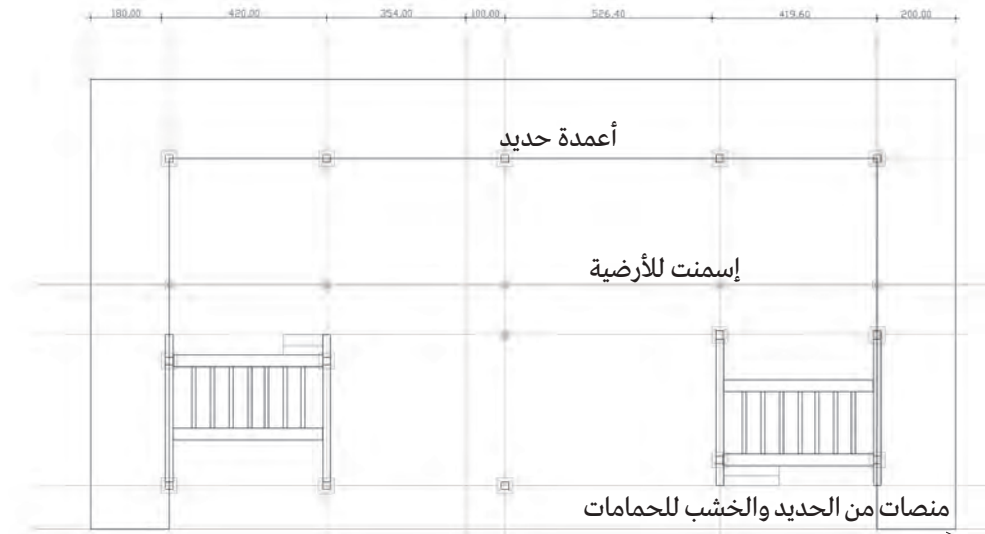 180.00 420.00 354.00 100.00 526.40 419.60 200.00
أعمدة حديد
إسمنت للأرضية
منصات من الحديد والخشب للحمامات